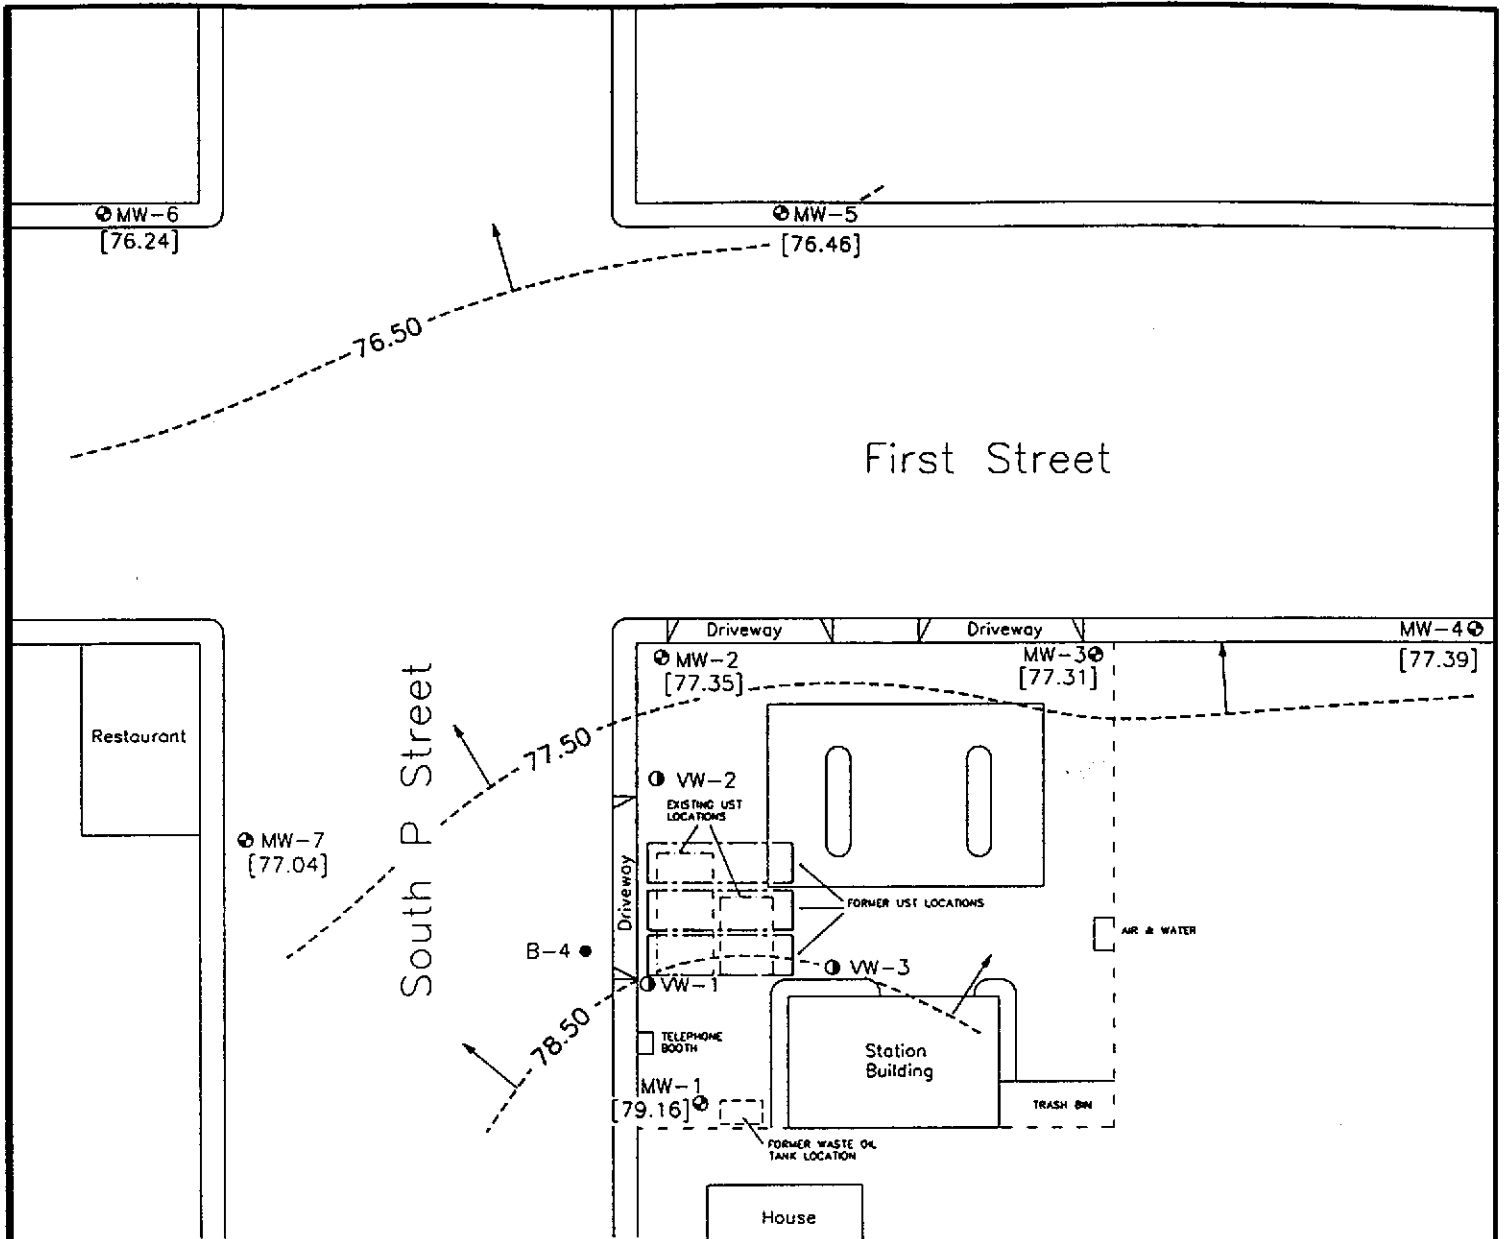 MW-6
[76.24]
MW-5
[76.46]
76.50
First Street
Driveway
Driveway
MW-4
[77.39]
MW-2
[77.35]
MW-3
[77.31]
Restaurant
South P Street
77.50
VW-2
EXISTING UST
LOCATIONS
MW-7
[77.04]
Driveway
FORMER UST LOCATIONS
AIR & WATER
B-4
VW-3
VW-1
78.50
TELEPHONE
BOOTH
Station
Building
MW-1
[79.16]
TRASH BIN
FORMER WASTE OIL
TANK LOCATION
House